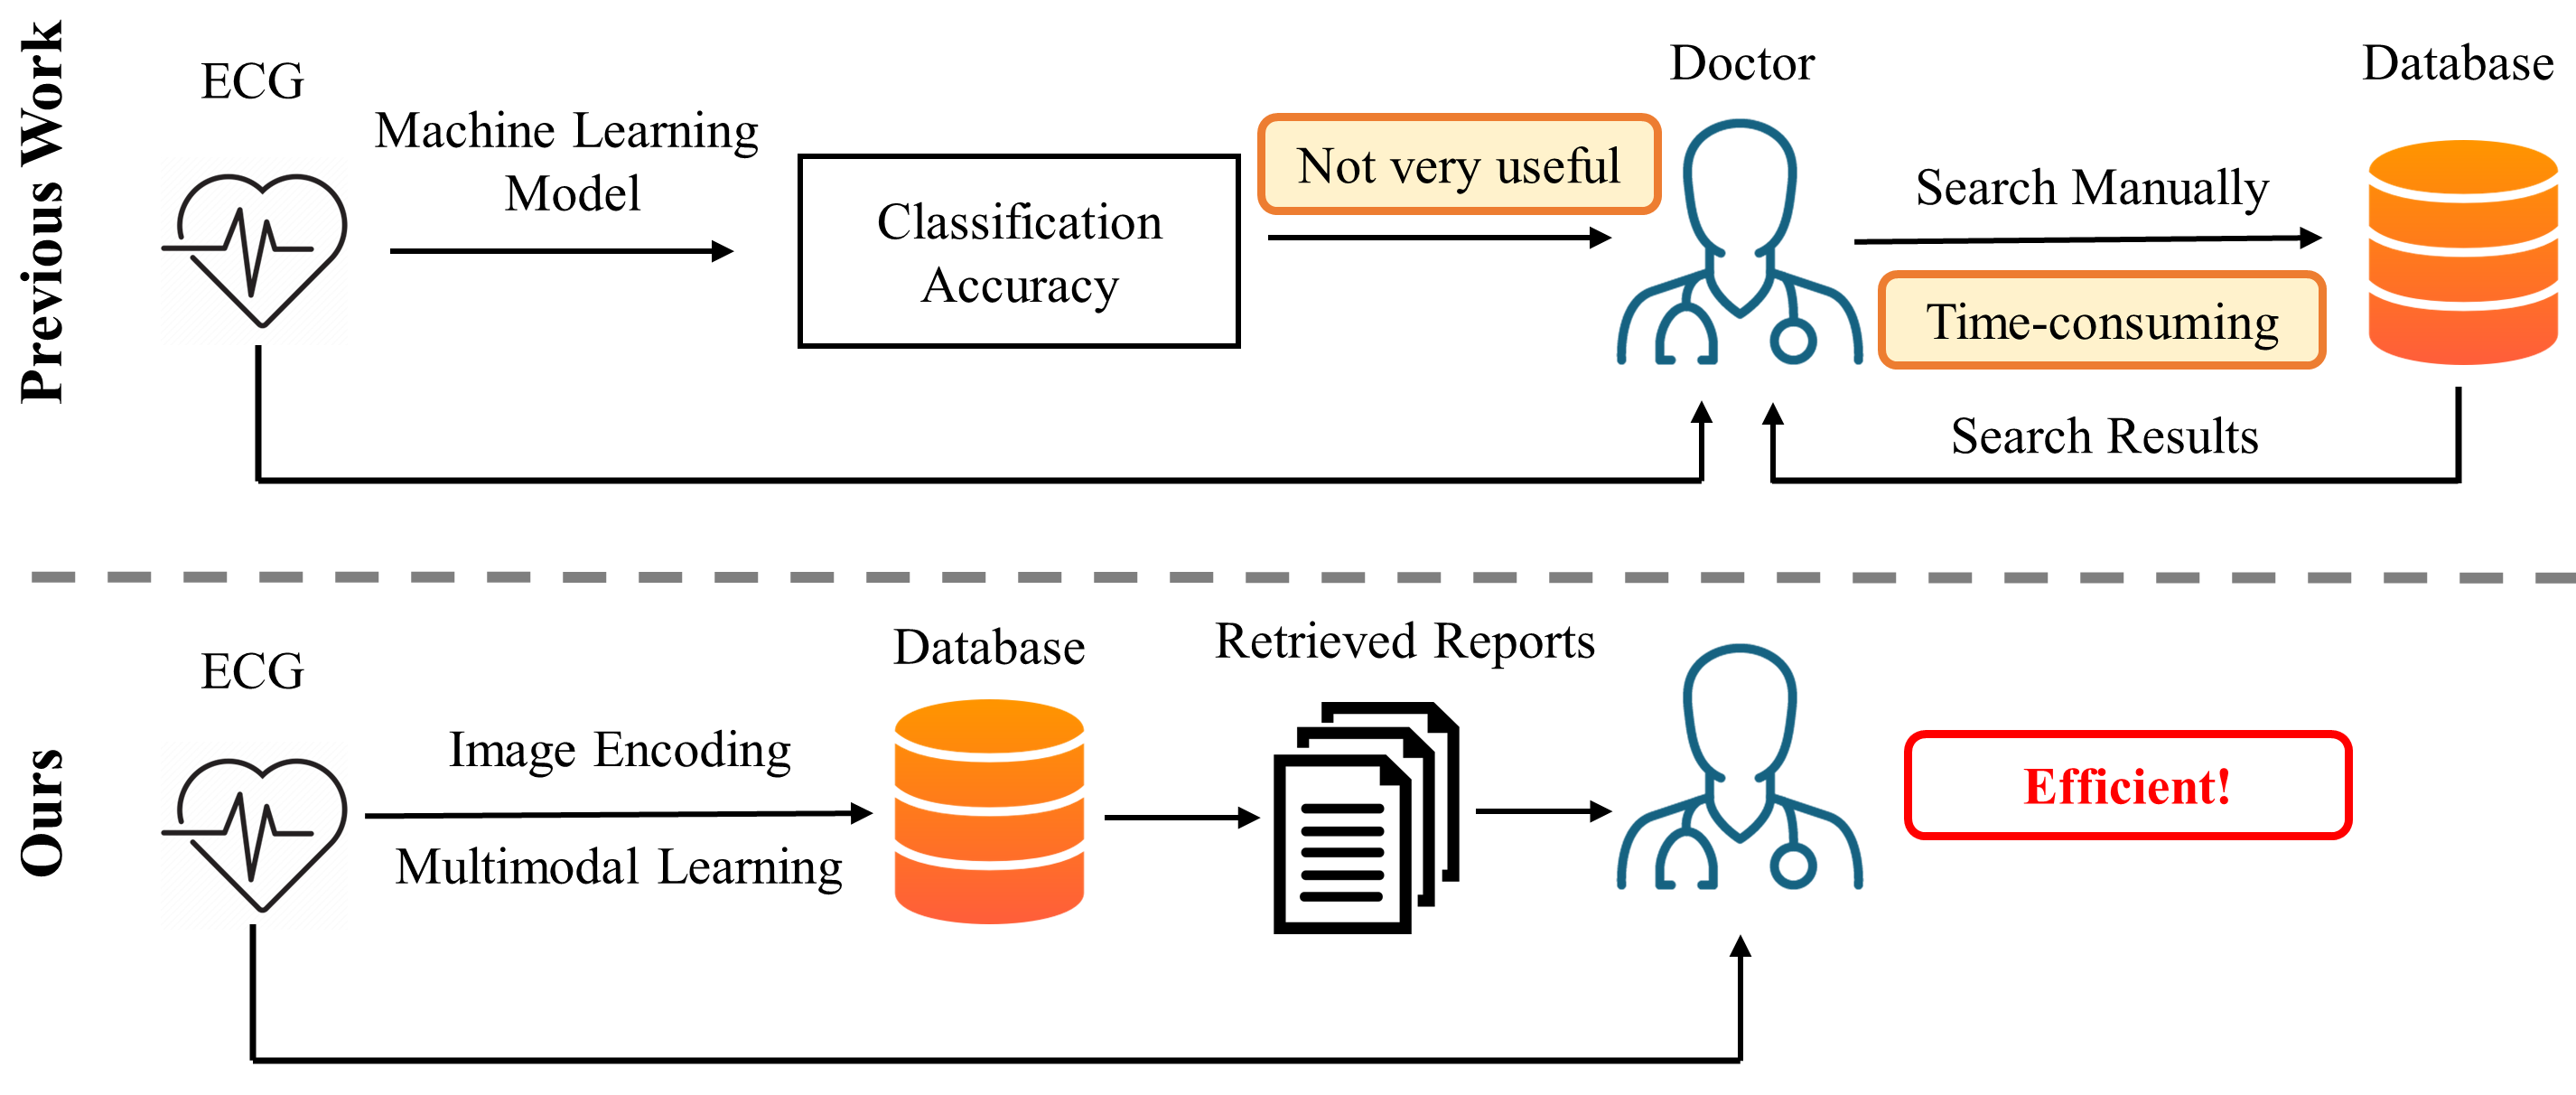 Previous Work
ECG
Machine Learning
Model
Classification
Accuracy
Not very useful
Doctor
Search Manually
Time-consuming
Database
Search Results
Ours
ECG
Image Encoding
Multimodal Learning
Database
Retrieved Reports
Efficient!